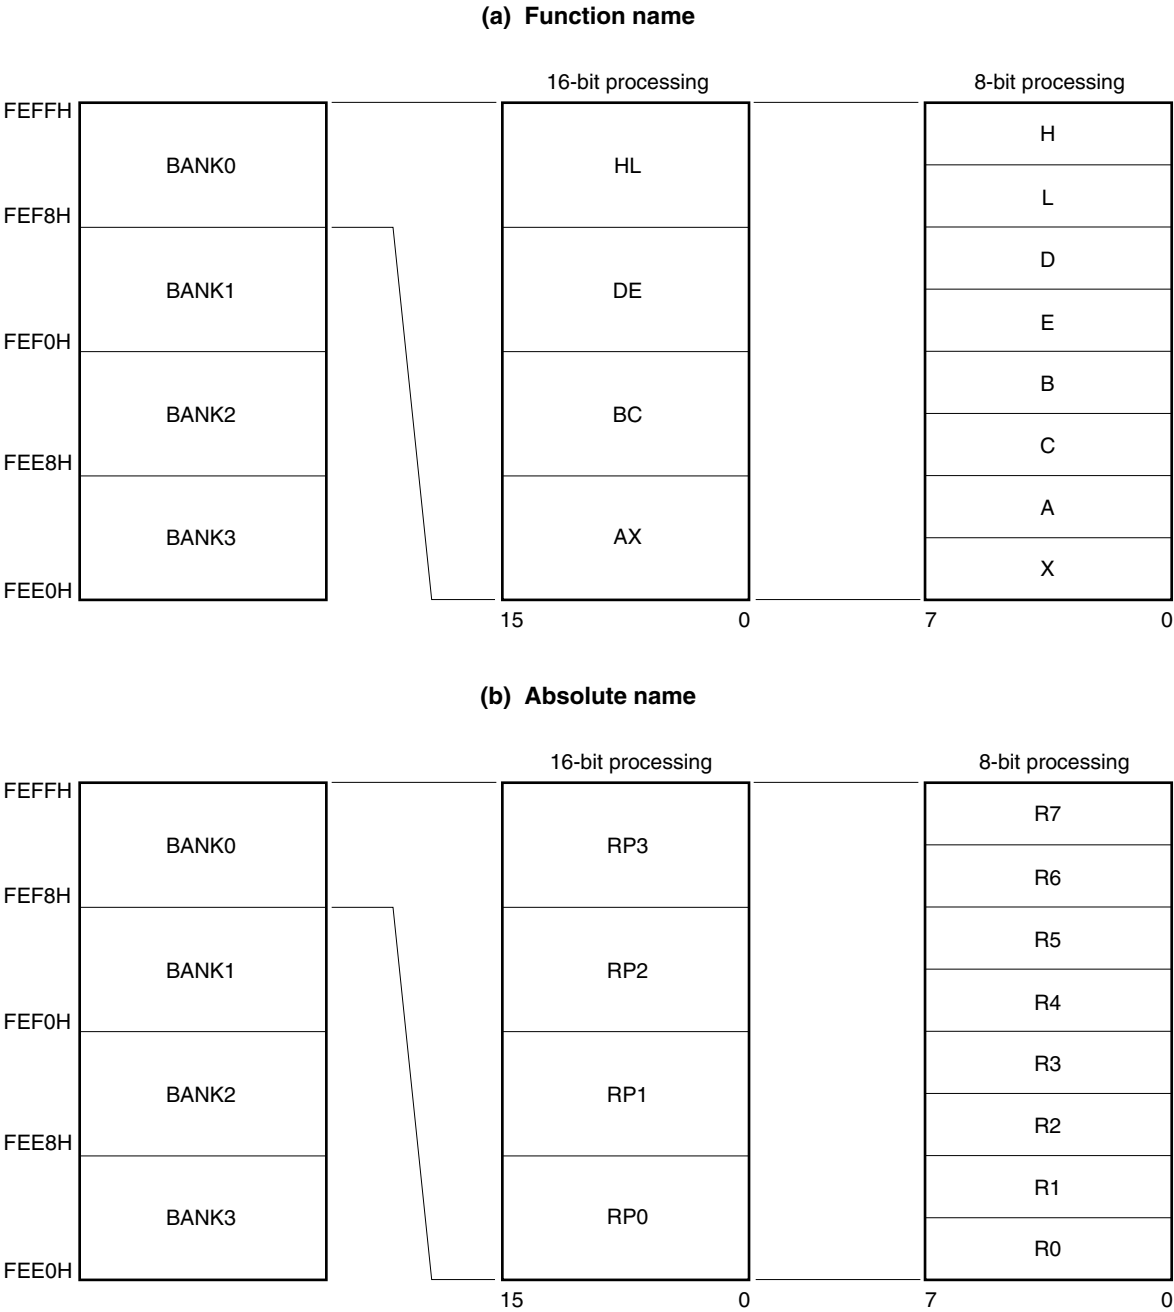 (a) Function name
16-bit processing 8-bit processing
FEFFH
H
BANK0 HL
L
FEF8H
D
BANK1 DE
E
FEF0H
B
BANK2 BC
C
FEE8H
A
BANK3 AX
X
FEE0H
15 0 7 0
(b) Absolute name
16-bit processing 8-bit processing
FEFFH
R7
BANK0 RP3
R6
FEF8H
R5
BANK1 RP2
R4
FEF0H
R3
BANK2 RP1
R2
FEE8H
R1
BANK3 RP0
R0
FEE0H
15 0 7 0